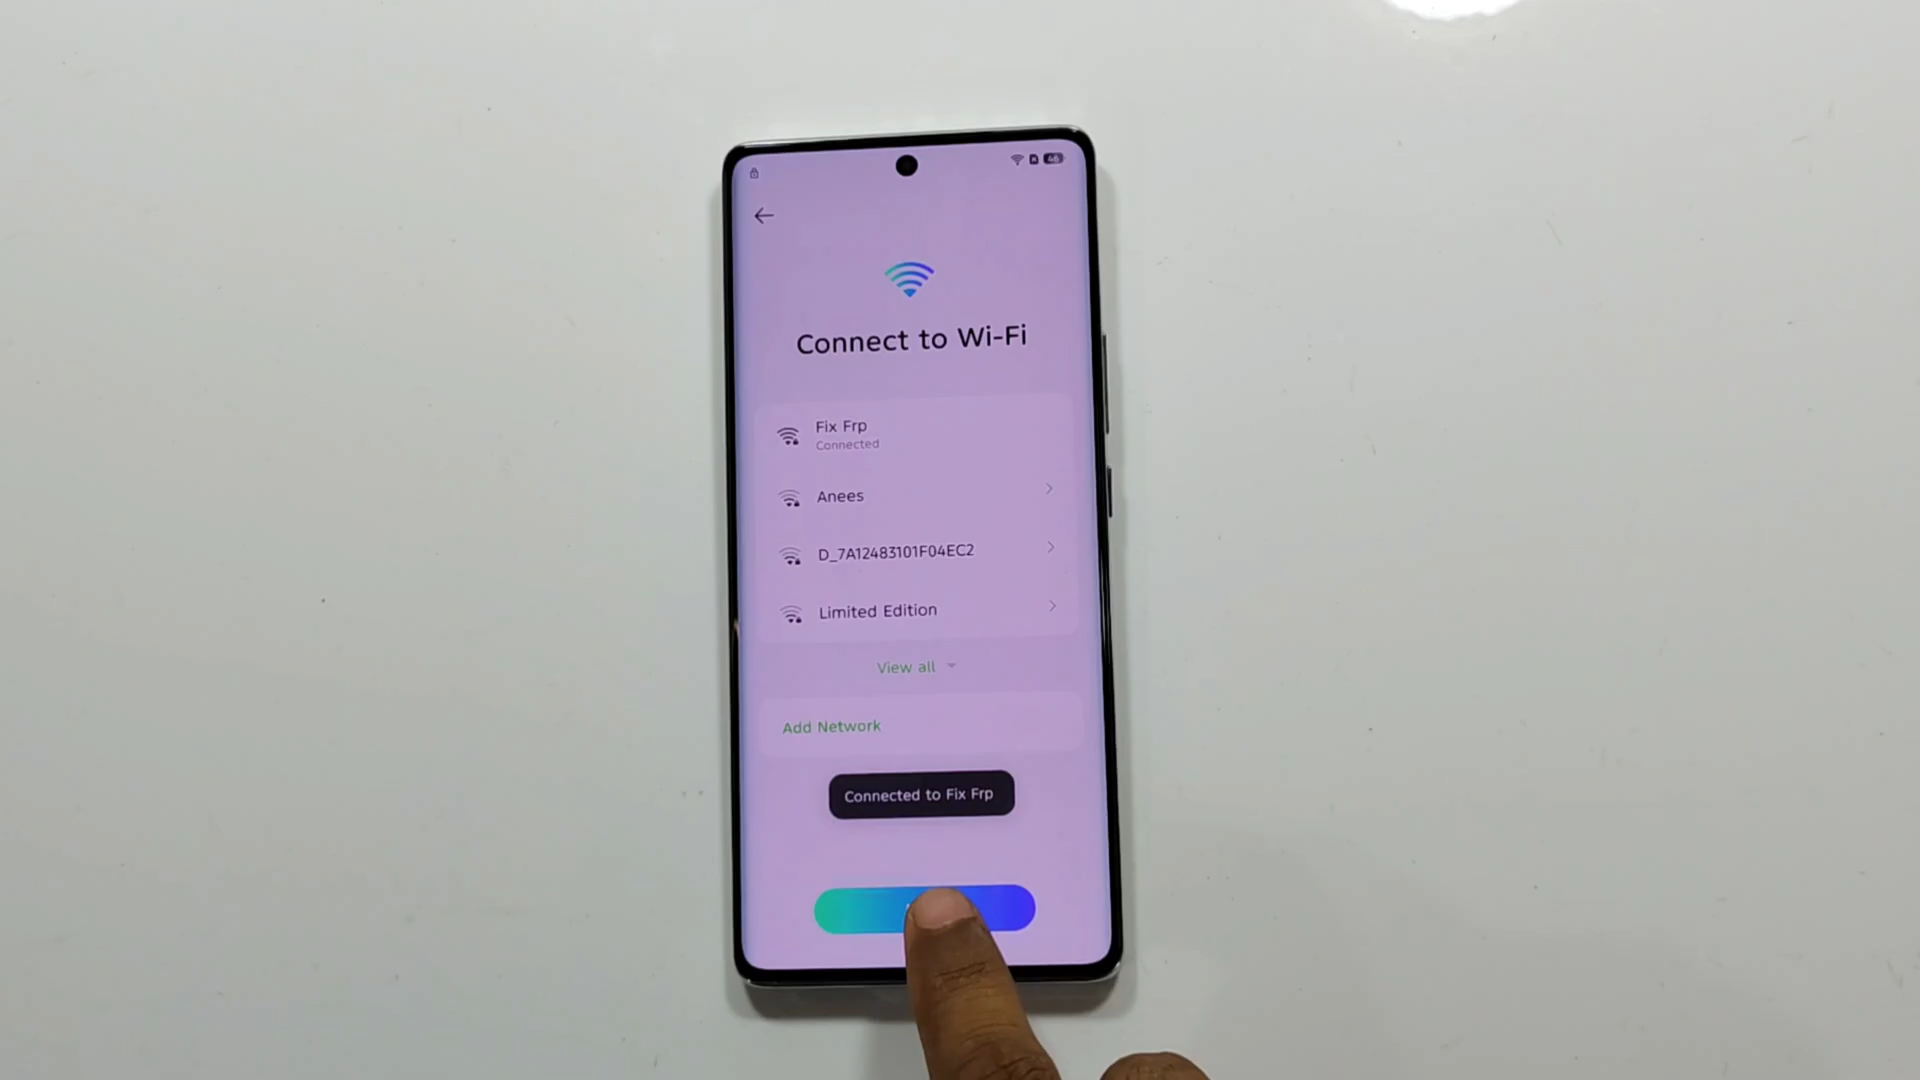 46
Connect to Wi-Fi
Fix Frp
Connected
Anees
D_7A12483101F04EC2
Limited Edition
View all
Add Network
Connected to Fix Frp